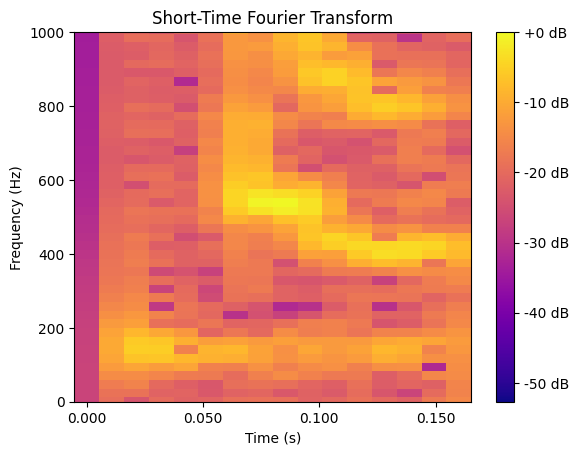 Short-Time Fourier Transform
1000
800
600
400
200
0
Frequency (Hz)
0.000
0.050
0.100
0.150
Time (s)
+0 dB
-10 dB
-20 dB
-30 dB
-40 dB
-50 dB